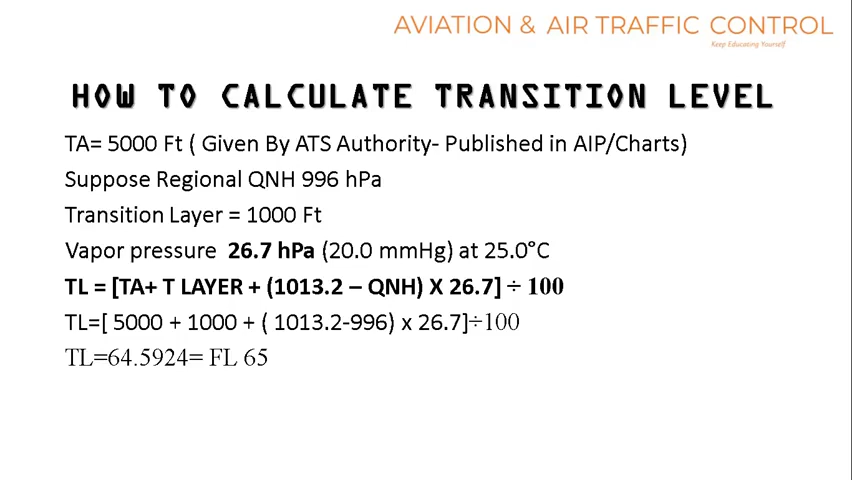 AVIATION & AIR TRAFFIC CONTROL
Keep Educating Yourself
HOW TO CALCULATE TRANSITION LEVEL
TA= 5000 Ft ( Given By ATS Authority- Published in AIP/Charts)
Suppose Regional QNH 996 hPa
Transition Layer = 1000 Ft
Vapor pressure 26.7 hPa (20.0 mmHg) at 25.0°C
TL = [TA+ T LAYER + (1013.2 – QNH) X 26.7] ÷ 100
TL=[ 5000 + 1000 + ( 1013.2-996) x 26.7]÷100
TL=64.5924= FL 65